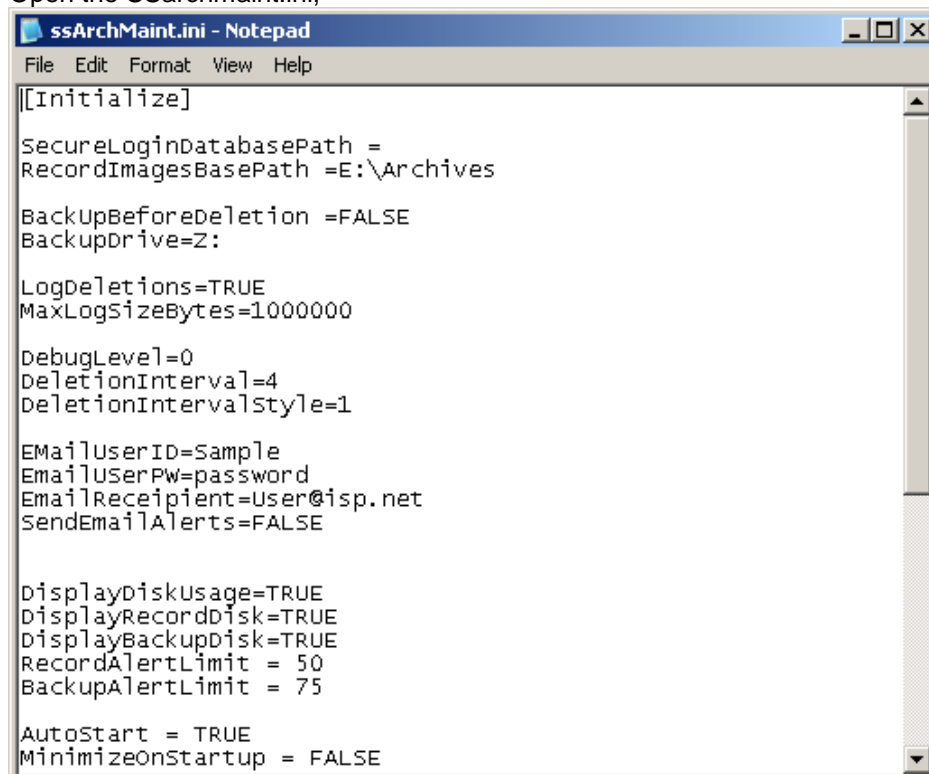 Open the SSarchmaint.ini,
ssArchMaint.ini - Notepad
File Edit Format View Help
[Initialize]
SecureLoginDatabasePath =
RecordImagesBasePath =E:\Archives
BackUpBeforeDeletion =FALSE
BackupDrive=Z:
LogDeletions=TRUE
MaxLogSizeBytes=1000000
DebugLevel=0
DeletionInterval=4
DeletionIntervalStyle=1
EMailUserID=Sample
EmailUSerPW=password
EmailReceipient=User@isp.net
SendEmailAlerts=FALSE
DisplayDiskUsage=TRUE
DisplayRecordDisk=TRUE
DisplayBackupDisk=TRUE
RecordAlertLimit = 50
BackupAlertLimit = 75
AutoStart = TRUE
MinimizeOnStartup = FALSE